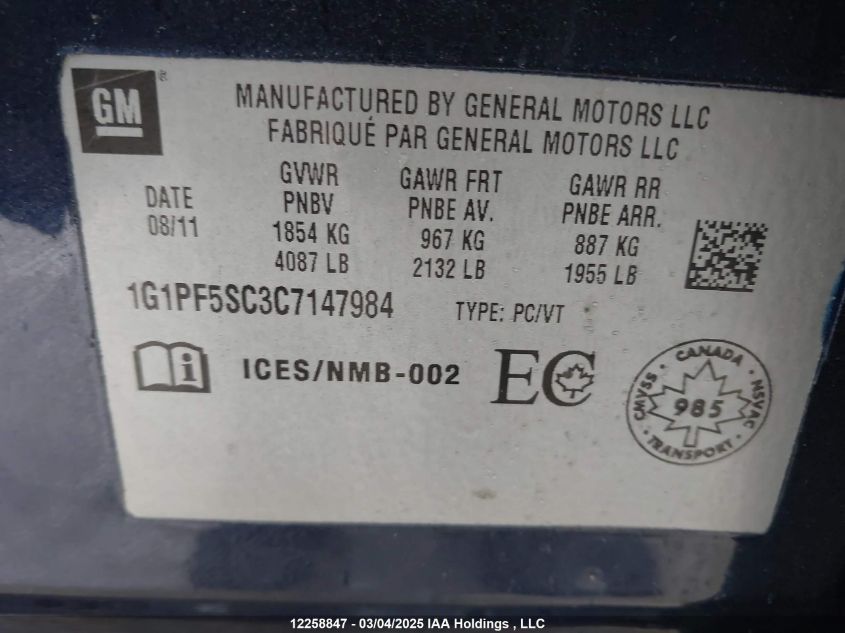 GM ®
MANUFACTURED BY GENERAL MOTORS LLC
FABRIQUÉ PAR GENERAL MOTORS LLC
DATE
08/11
GVWR
PNBV
1854 KG
4087 LB
GAWR FRT
PNBE AV.
967 KG
2132 LB
GAWR RR
PNBE ARR.
887 KG
1955 LB
1G1PF5SC3C7147984 TYPE: PC/VT
i ICES/NMB-002 EC
CANADA
CMVSS 985 NSVAC
TRANSPORT
12258847 - 03/04/2025 IAA Holdings , LLC